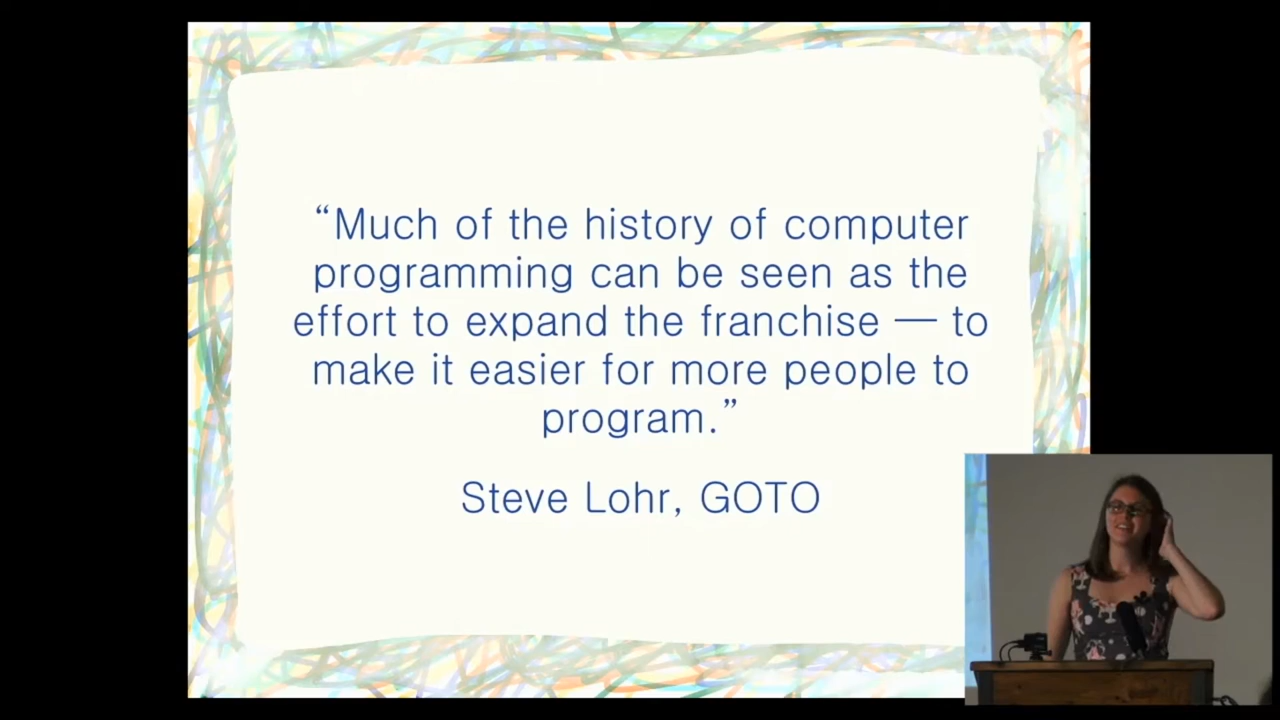 “Much of the history of computer
programming can be seen as the
effort to expand the franchise — to
make it easier for more people to
program.”
Steve Lohr, GOTO